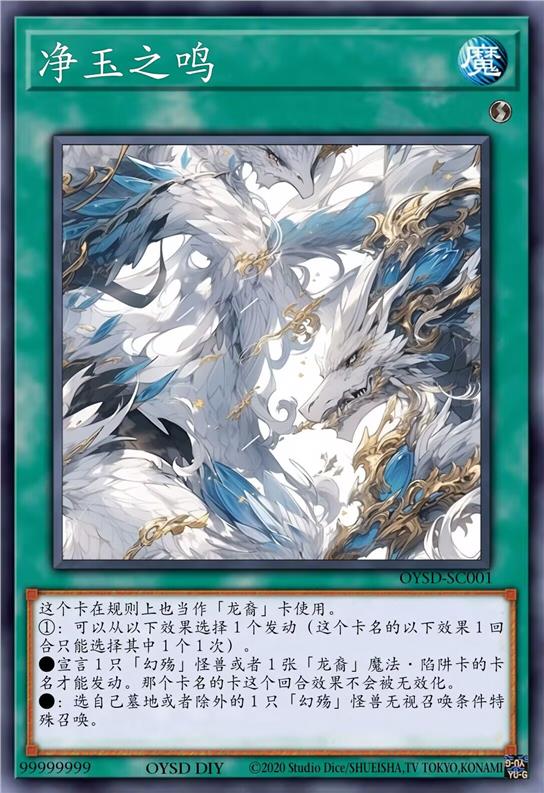 净玉之鸣
魔
OYSD-SC001
这个卡在规则上也当作「龙裔」卡使用。
①：可以从以下效果选择１个发动（这个卡名的以下效果１回
合只能选择其中１个１次）。
●宣言１只「幻殇」怪兽或者１张「龙裔」魔法·陷阱卡的卡
名才能发动。那个卡名的卡这个回合效果不会被无效化。
●：选自己墓地或者除外的１只「幻殇」怪兽无视召唤条件特
殊召唤。
99999999 OYSD DIY ©2020 Studio Dice/SHUEISHA,TV TOKYO,KONAMI